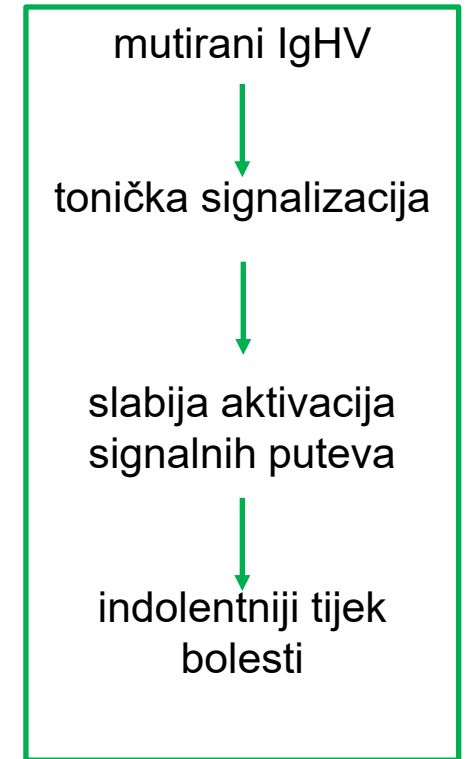 mutirani IgHV
tonička signalizacija
slabija aktivacija
signalnih puteva
indolentniji tijek
bolesti